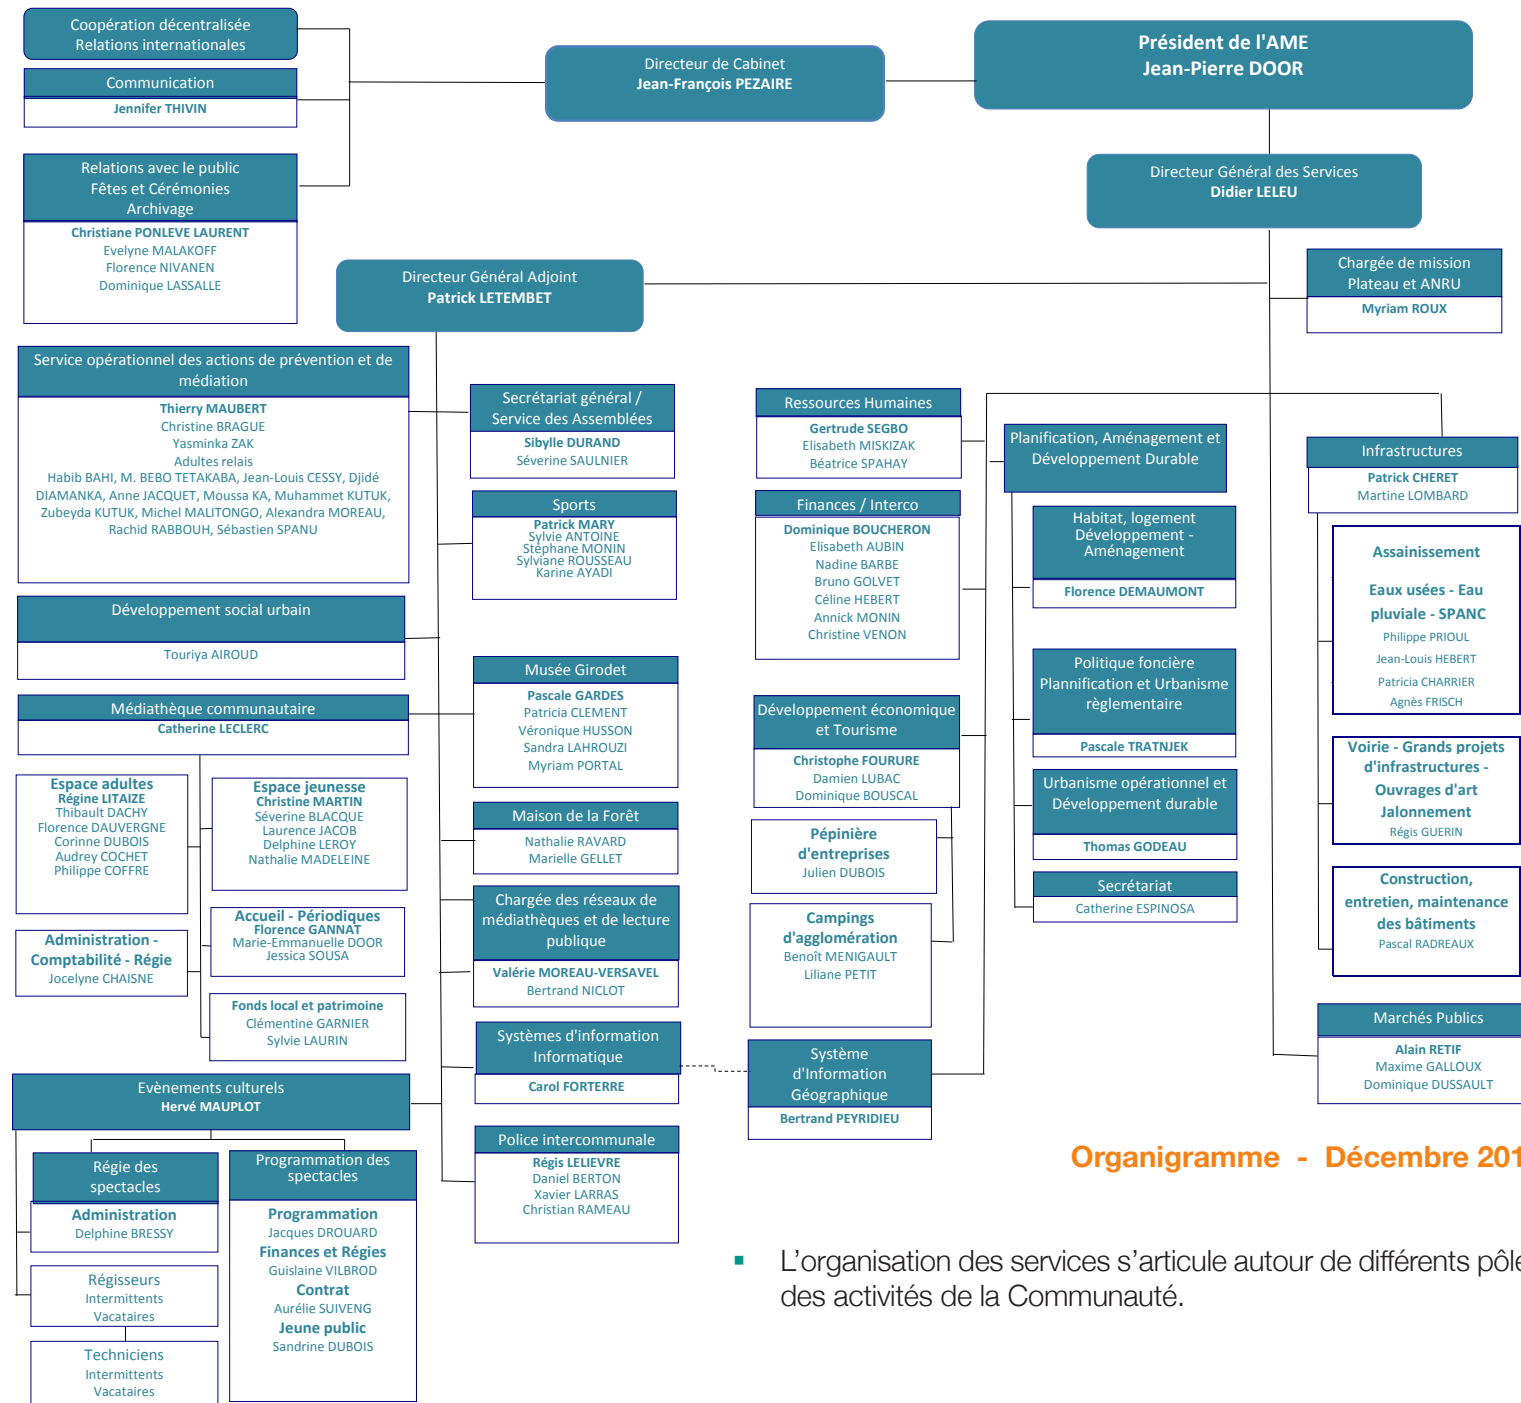 Coopération décentralisée
Relations internationales
Communication
Jennifer THIVIN
Relations avec le public
Fêtes et Cérémonies
Archivage
Christiane PONLEVE LAURENT
Evelyne MALAKOFF
Florence NIVANEN
Dominique LASSALLE
Directeur de Cabinet
Jean-François PEZAIRE
Président de l'AME
Jean-Pierre DOOR
Directeur Général des Services
Didier LELEU
Directeur Général Adjoint
Patrick LETEMBET
Chargée de mission
Plateau et ANRU
Myriam ROUX
Service opérationnel des actions de prévention et de
médiation
Thierry MAUBERT
Christine BRAGUE
Yasminka ZAK
Adultes relais
Habib BAHI, M. BEBO TETAKABA, Jean-Louis CESSY, Djidé
DIAMANKA, Anne JACQUET, Moussa KA, Muhammet KUTUK,
Zubeyda KUTUK, Michel MALITONGO, Alexandra MOREAU,
Rachid RABBOUH, Sébastien SPANU
Développement social urbain
Touriya AIROUD
Médiathèque communautaire
Catherine LECLERC
Espace adultes
Régine LITAIZE
Thibault DACHY
Florence DAUVERGNE
Corinne DUBOIS
Audrey COCHET
Philippe COFFRE
Administration -
Comptabilité - Régie
Jocelyne CHAISNE
Espace jeunesse
Christine MARTIN
Séverine BLACQUE
Laurence JACOB
Delphine LEROY
Nathalie MADELEINE
Accueil - Périodiques
Florence GANNAT
Marie-Emmanuelle DOOR
Jessica SOUSA
Fonds local et patrimoine
Clémentine GARNIER
Sylvie LAURIN
Evènements culturels
Hervé MAUPLOT
Régie des
spectacles
Administration
Delphine BRESSY
Régisseurs
Intermittents
Vacataires
Techniciens
Intermittents
Vacataires
Programmation des
spectacles
Programmation
Jacques DROUARD
Finances et Régies
Guislaine VILBROD
Contrat
Aurélie SUIVENG
Jeune public
Sandrine DUBOIS
Secrétariat général /
Service des Assemblées
Sibylle DURAND
Séverine SAULNIER
Sports
Patrick MARY
Sylvie ANTOINE
Stéphane MONIN
Sylviane ROUSSEAU
Karine AYADI
Musée Girodet
Pascale GARDES
Patricia CLEMENT
Véronique HUSSON
Sandra LAHROUZI
Myriam PORTAL
Maison de la Forêt
Nathalie RAVARD
Marielle GELLET
Chargée des réseaux de
médiathèques et de lecture
publique
Valérie MOREAU-VERSAVEL
Bertrand NICLOT
Systèmes d'information
Informatique
Carol FORTERRE
Police intercommunale
Régis LELIEVRE
Daniel BERTON
Xavier LARRAS
Christian RAMEAU
Ressources Humaines
Gertrude SEGBO
Elisabeth MISKIZAK
Béatrice SPAHAY
Finances / Interco
Dominique BOUCHERON
Elisabeth AUBIN
Nadine BARBE
Bruno GOLVET
Céline HEBERT
Annick MONIN
Christine VENON
Développement économique
et Tourisme
Christophe FOURURE
Damien LUBAC
Dominique BOUSCAL
Pépinière
d'entreprises
Julien DUBOIS
Campings
d'agglomération
Benoît MENIGAULT
Liliane PETIT
Système
d'Information
Géographique
Bertrand PEYRIDIEU
Planification, Aménagement et
Développement Durable
Habitat, logement
Développement -
Aménagement
Florence DEMAUMONT
Politique foncière
Plannification et Urbanisme
règlementaire
Pascale TRATNJEK
Urbanisme opérationnel et
Développement durable
Thomas GODEAU
Secrétariat
Catherine ESPINOSA
Infrastructures
Patrick CHERET
Martine LOMBARD
Assainissement
Eaux usées - Eau
pluviale - SPANC
Philippe PRIOUL
Jean-Louis HEBERT
Patricia CHARRIER
Agnès FRISCH
Voirie - Grands projets
d'infrastructures -
Ouvrages d'art
Jalonnement
Régis GUERIN
Construction,
entretien, maintenance
des bâtiments
Pascal RADREAUX
Marchés Publics
Alain RETIF
Maxime GALLOUX
Dominique DUSSAULT
Organigramme - Décembre 201
▪ L'organisation des services s'articule autour de différents pôle
des activités de la Communauté.